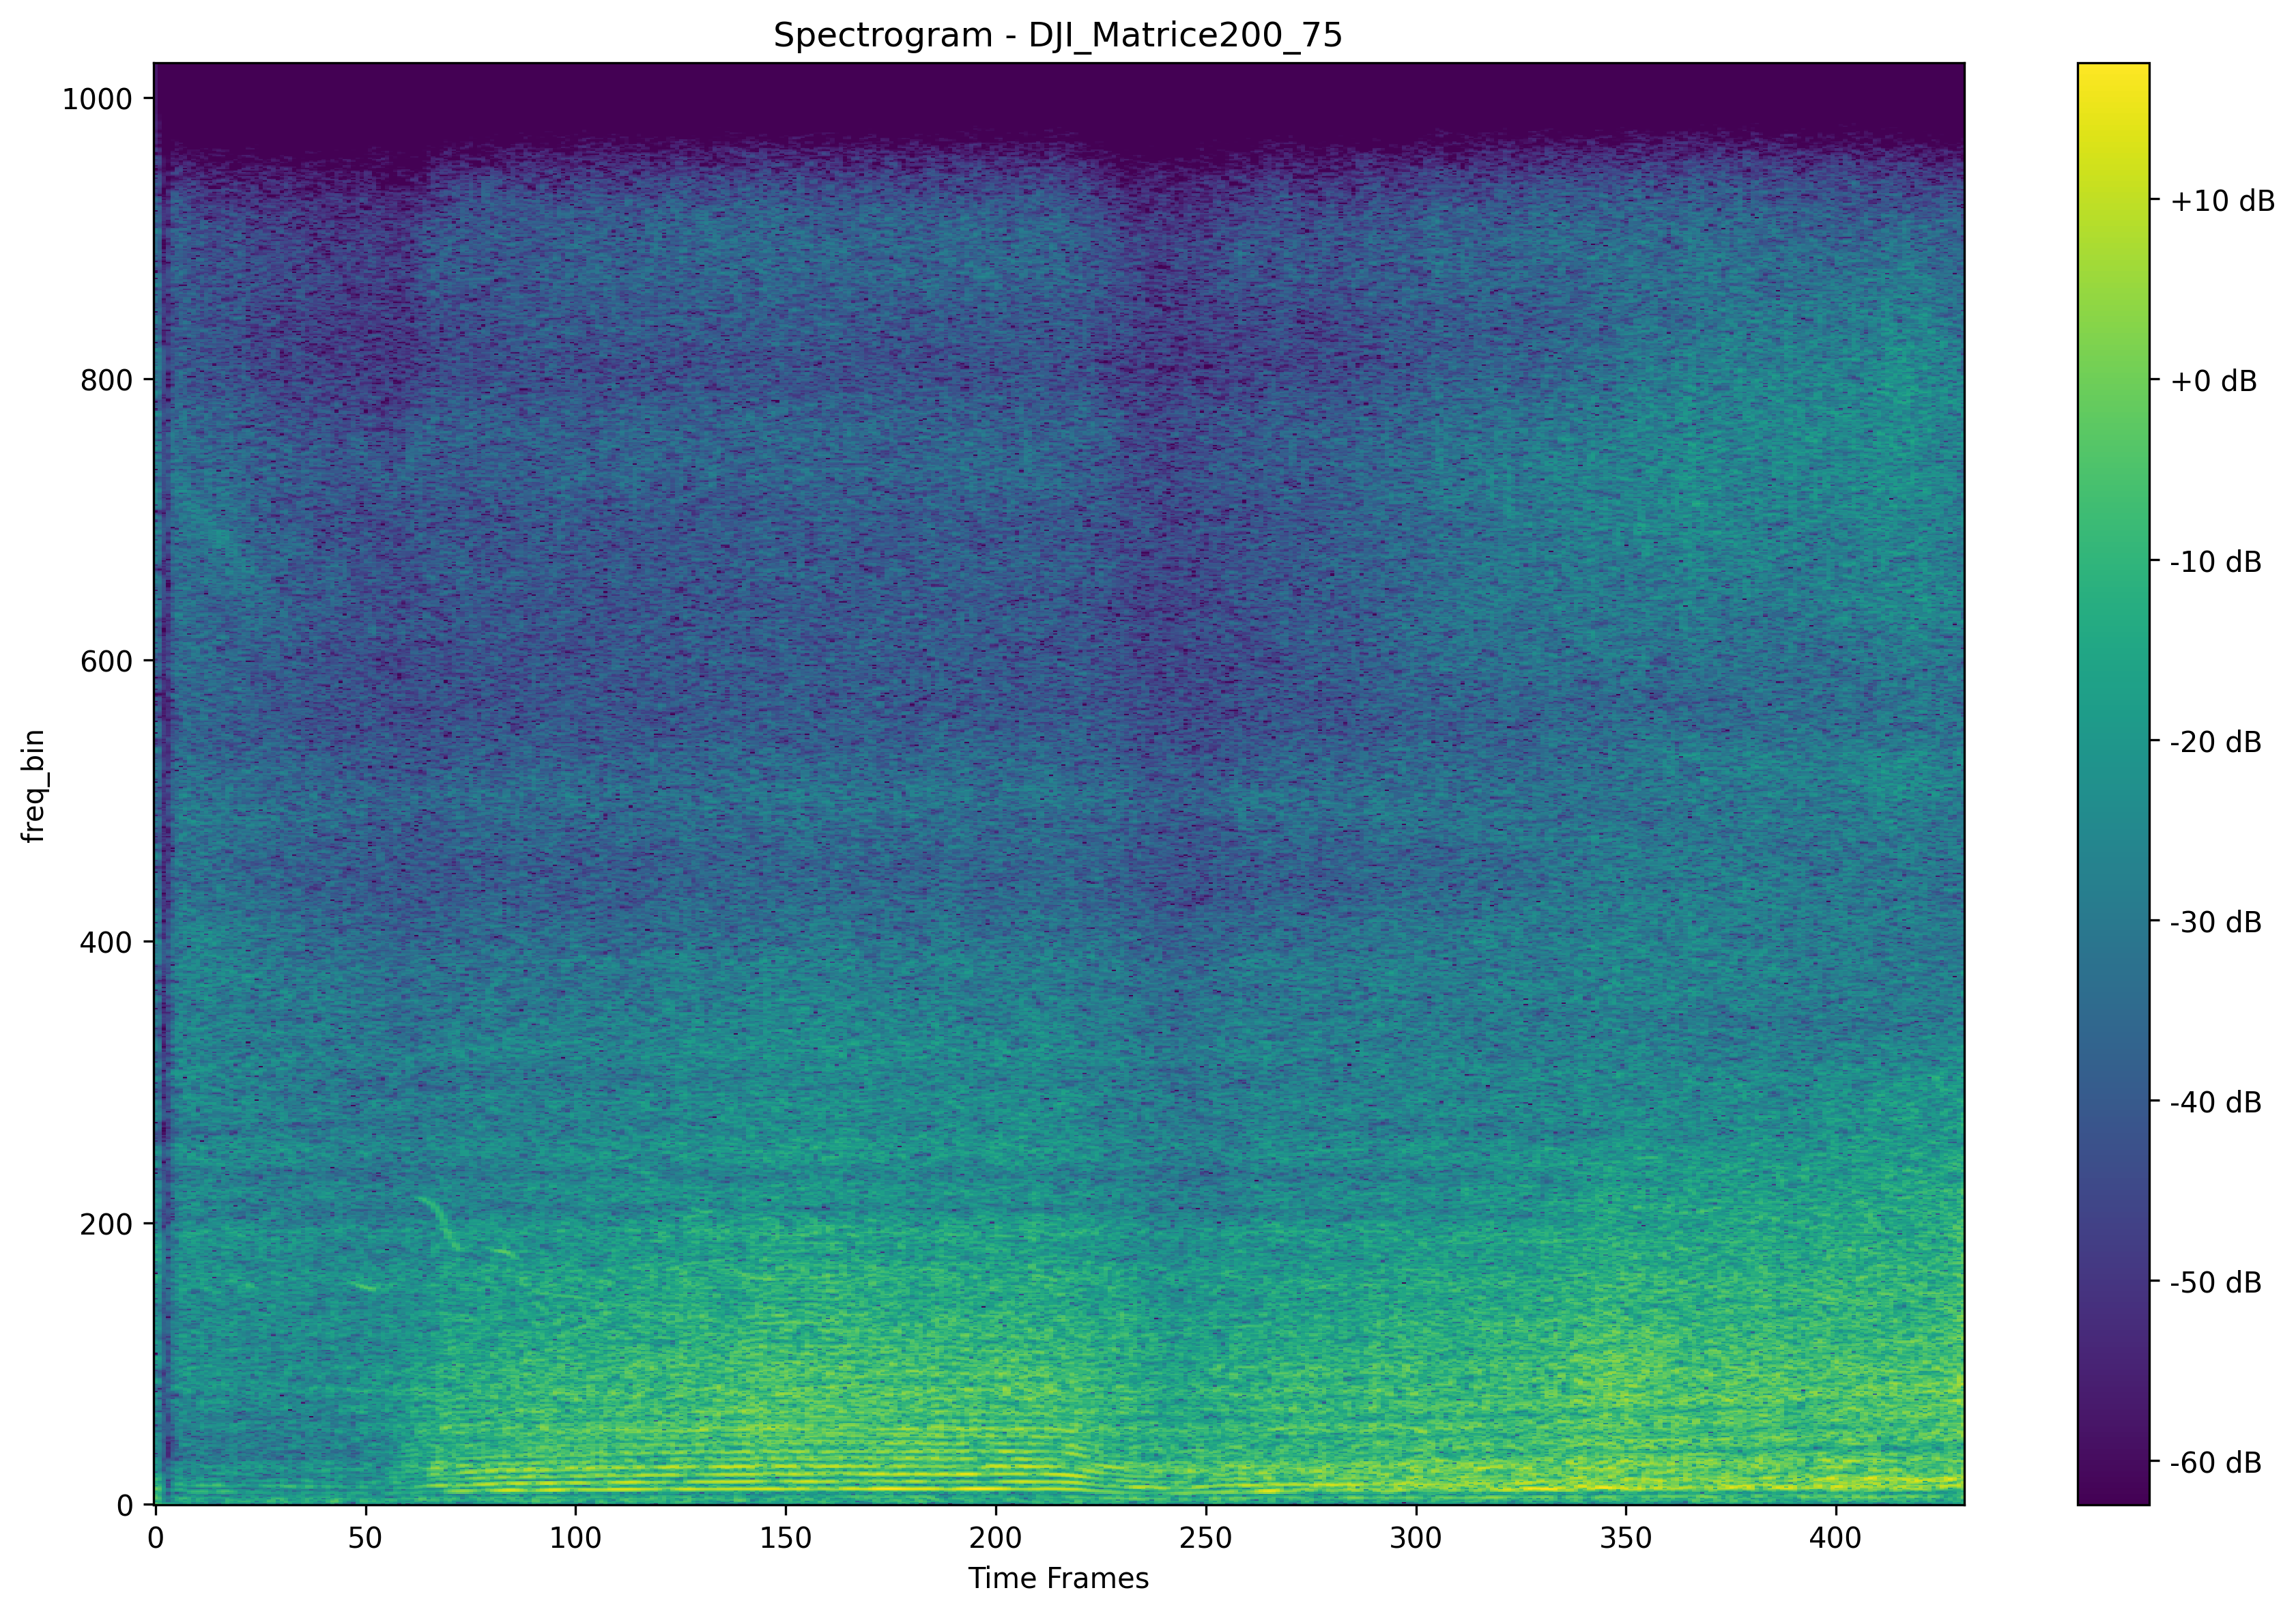 Spectrogram - DJI_Matrice200_75
freq_bin
1000
800
600
400
200
0
0 50 100 150 200 250 300 350 400
Time Frames
+10 dB
+0 dB
-10 dB
-20 dB
-30 dB
-40 dB
-50 dB
-60 dB